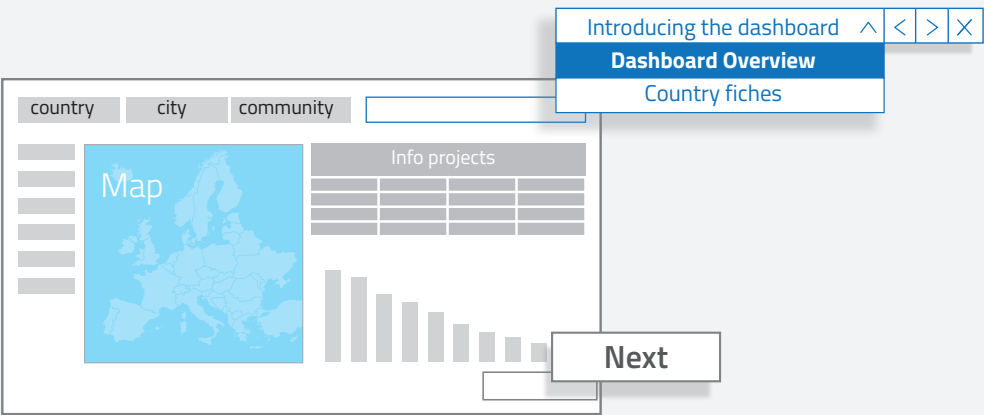 Introducing the dashboard
Dashboard Overview
Country fiches
country city community
Info projects
Map
Next